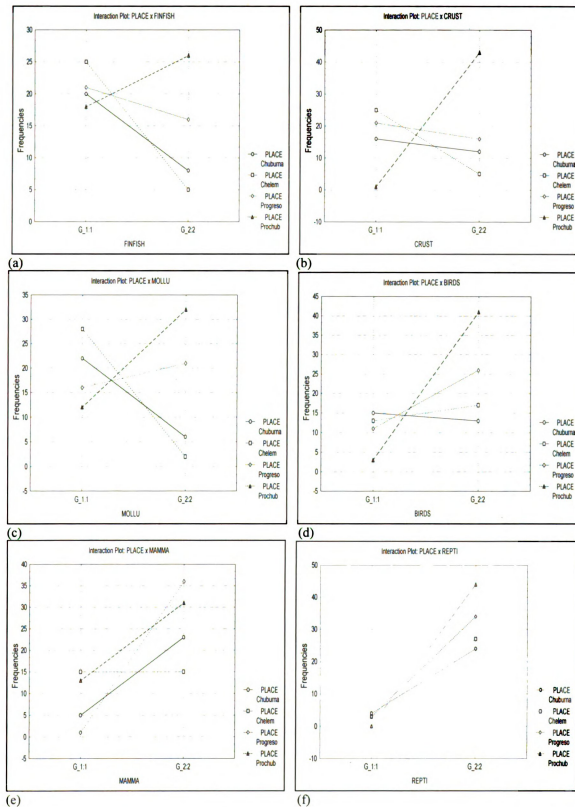 Interaction Plot: PLACE x FINFISH
Frequencies
30
25
20
15
10
5
0
G_1:1
G_2:2
FINFISH
PLACE
Chuburna
PLACE
Chelem
PLACE
Progreso
PLACE
Prochub
(a)
Interaction Plot: PLACE x CRUST
Frequencies
50
40
30
20
10
0
-10
G_1:1
G_2:2
CRUST
PLACE
Chuburna
PLACE
Chelem
PLACE
Progreso
PLACE
Prochub
(b)
Interaction Plot: PLACE x MOLLU
Frequencies
35
30
25
20
15
10
5
0
-5
G_1:1
G_2:2
MOLLU
PLACE
Chuburna
PLACE
Chelem
PLACE
Progreso
PLACE
Prochub
(c)
Interaction Plot: PLACE x BIRDS
Frequencies
45
40
35
30
25
20
15
10
5
0
-5
G_1:1
G_2:2
BIRDS
PLACE
Chuburna
PLACE
Chelem
PLACE
Progreso
PLACE
Prochub
(d)
Interaction Plot: PLACE x MAMMA
Frequencies
40
35
30
25
20
15
10
5
0
-5
G_1:1
G_2:2
MAMMA
PLACE
Chuburna
PLACE
Chelem
PLACE
Progreso
PLACE
Prochub
(e)
Interaction Plot: PLACE x REPTI
Frequencies
50
40
30
20
10
0
-10
G_1:1
G_2:2
REPTI
PLACE
Chuburna
PLACE
Chelem
PLACE
Progreso
PLACE
Prochub
(f)